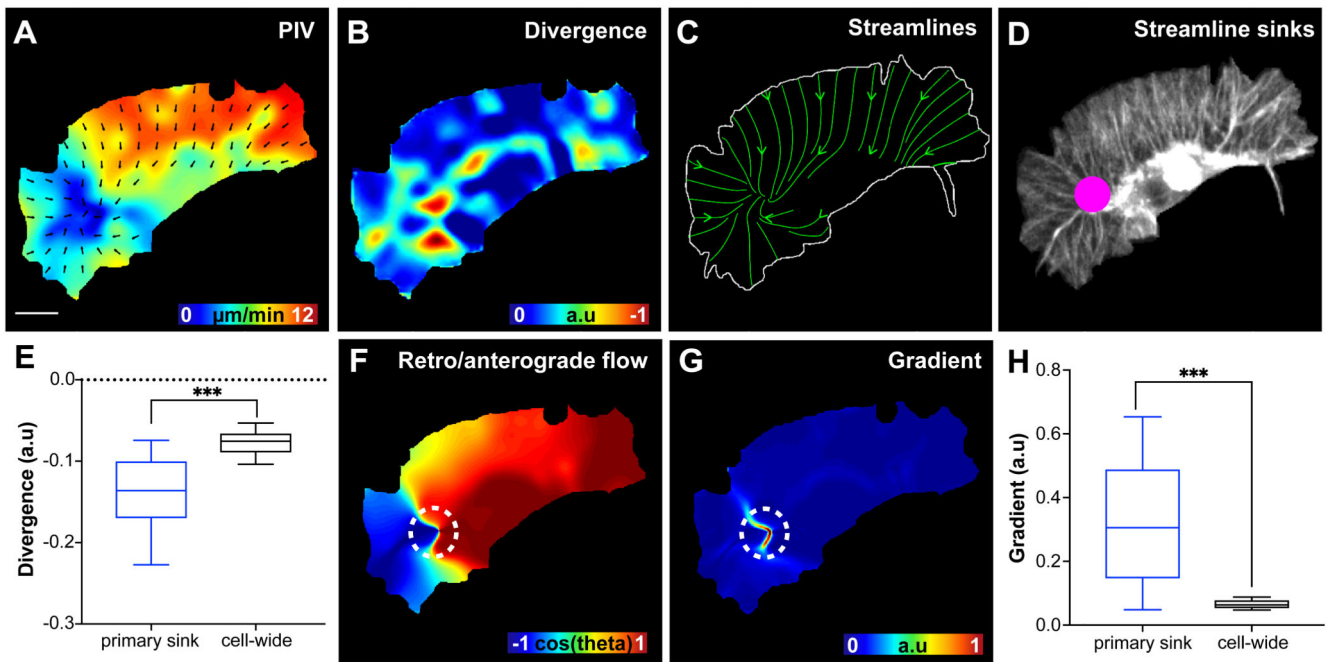 A PIV
B Divergence
C Streamlines
D Streamline sinks
0 µm/min 12
0 a.u -1
E
Divergence (a.u)
0.0
-0.1
-0.2
-0.3
***
primary sink cell-wide
F Retro/anterograde flow
-1 cos(theta) 1
G Gradient
0 a.u 1
H
Gradient (a.u)
0.8
0.6
0.4
0.2
0.0
***
primary sink cell-wide